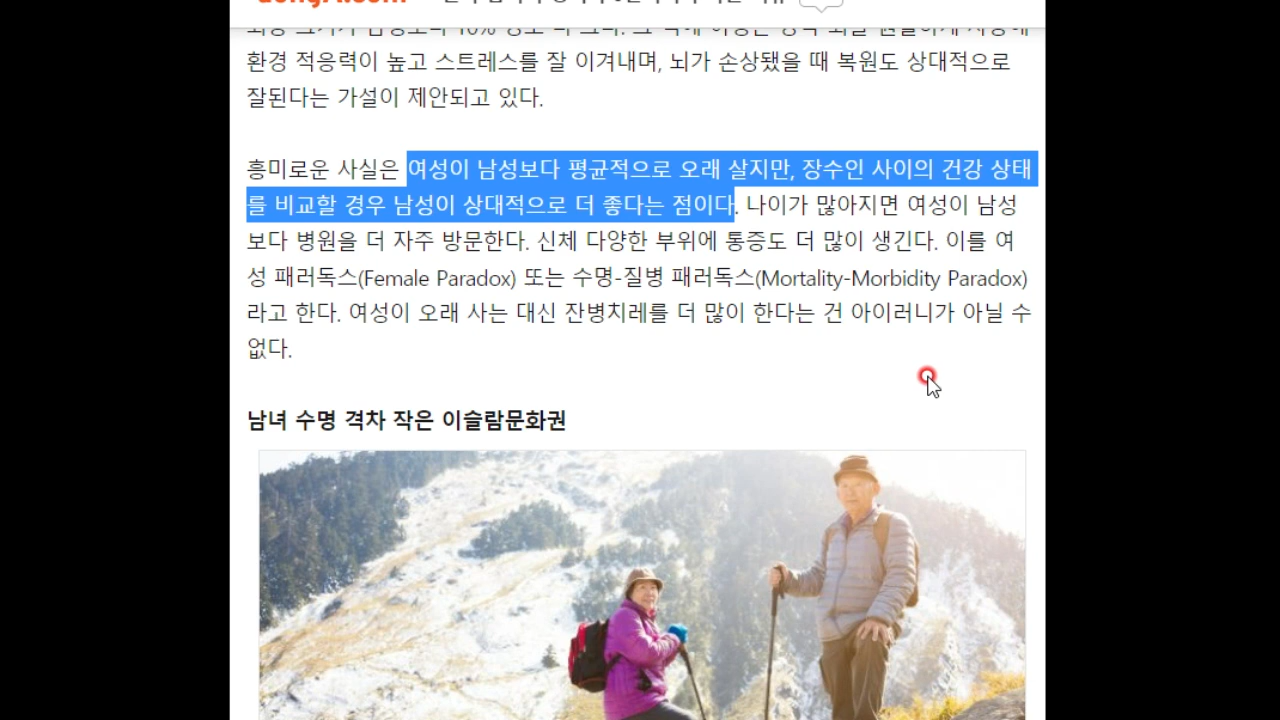 환경 적응력이 높고 스트레스를 잘 이겨내며, 뇌가 손상됐을 때 복원도 상대적으로
잘된다는 가설이 제안되고 있다.
흥미로운 사실은 여성이 남성보다 평균적으로 오래 살지만, 장수인 사이의 건강 상태
를 비교할 경우 남성이 상대적으로 더 좋다는 점이다. 나이가 많아지면 여성이 남성
보다 병원을 더 자주 방문한다. 신체 다양한 부위에 통증도 더 많이 생긴다. 이를 여
성 패러독스(Female Paradox) 또는 수명-질병 패러독스(Mortality-Morbidity Paradox)
라고 한다. 여성이 오래 사는 대신 잔병치레를 더 많이 한다는 건 아이러니가 아닐 수
없다.
남녀 수명 격차 작은 이슬람문화권